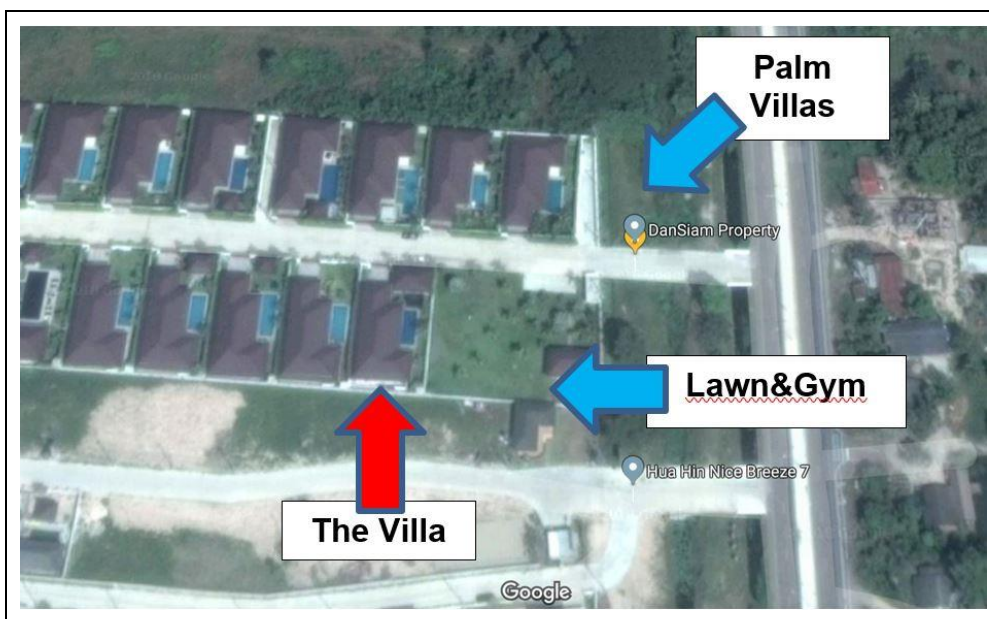 Palm
Villas
DanSiam Property
Lawn&Gym
Hua Hin Nice Breeze 7
The Villa
Google